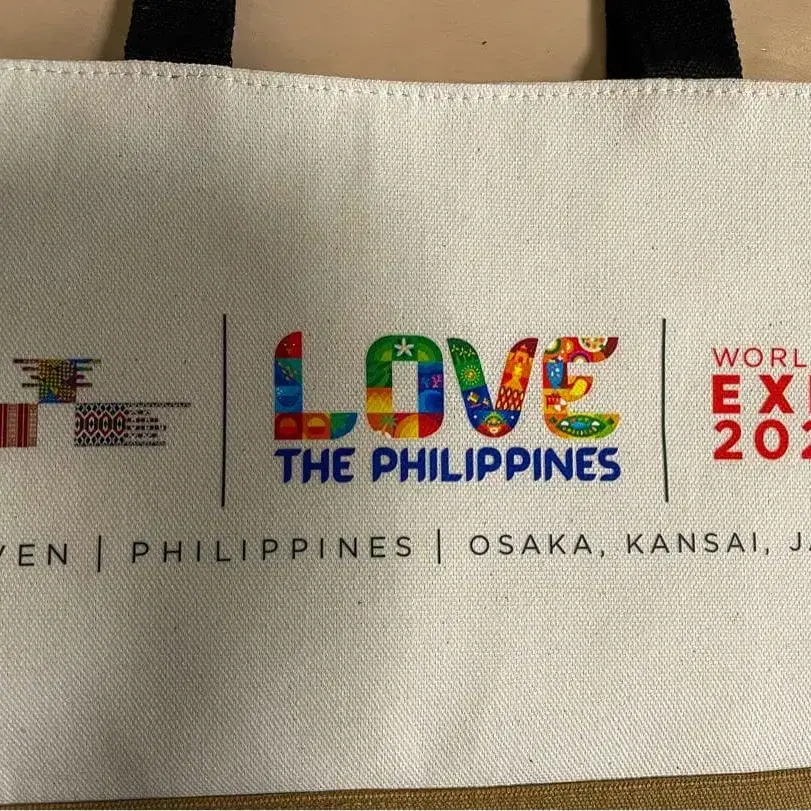 LOVE
THE PHILIPPINES
WORL
EX
202
VEN | PHILIPPINES | OSAKA, KANSAI, J